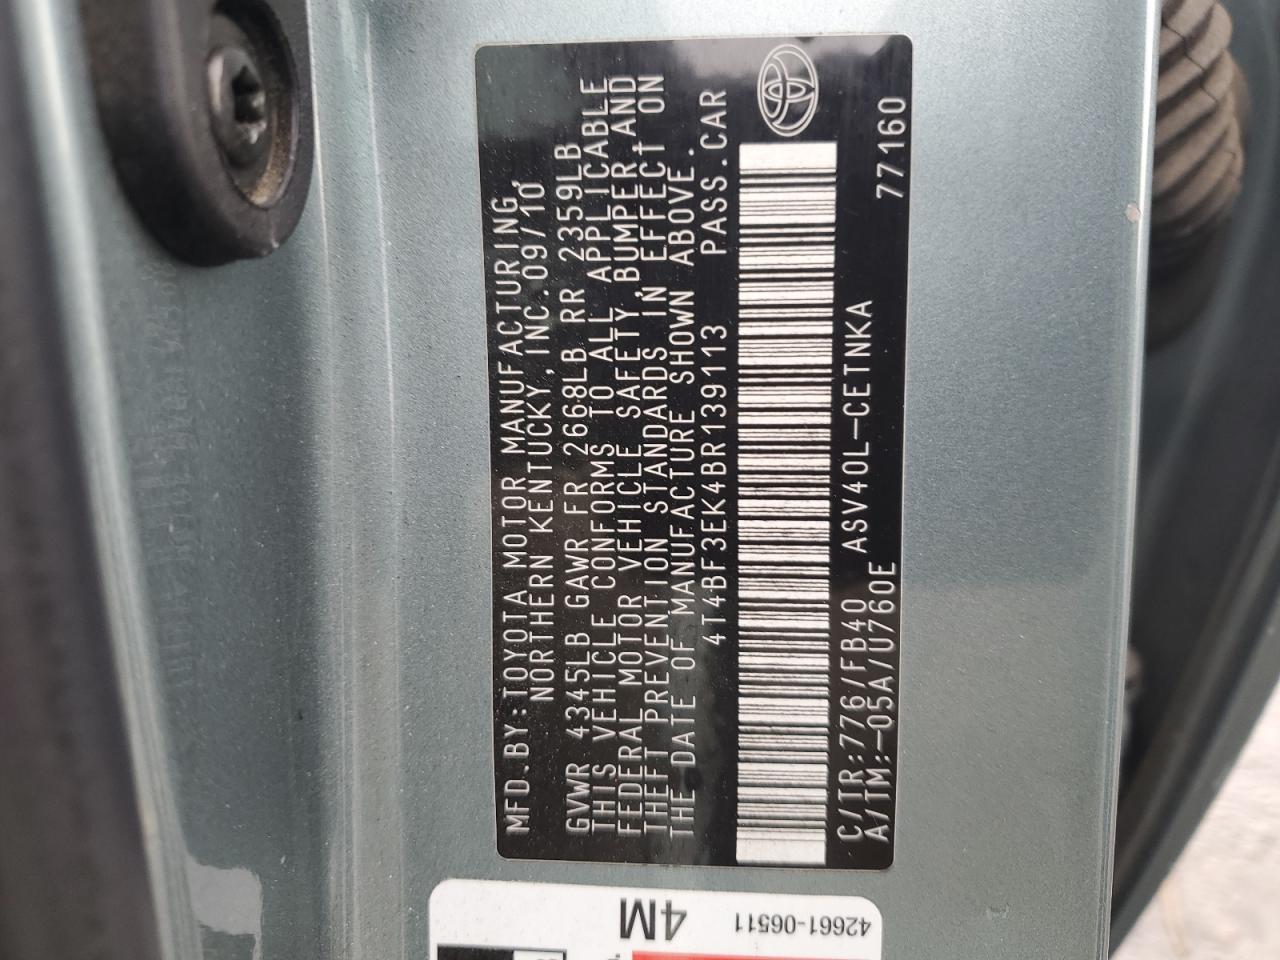 MFD.BY:TOYOTA MOTOR MANUFACTURING,
NORTHERN KENTUCKY,INC.09/10
GVWR 4345LB GAWR FR 2668LB RR 2359LB
THIS VEHICLE CONFORMS TO ALL APPLICABLE
FEDERAL MOTOR VEHICLE SAFETY,BUMPER,AND
THEFT PREVENTION STANDARDS IN EFFECT ON
THE DATE OF MANUFACTURE SHOWN ABOVE.
4T4BF3EK4BR139113 PASS.CAR
C/TR:776/FB40 ASV40L-CETNKA 77160
A/TM:-05A/U760E
4M
42661-06511